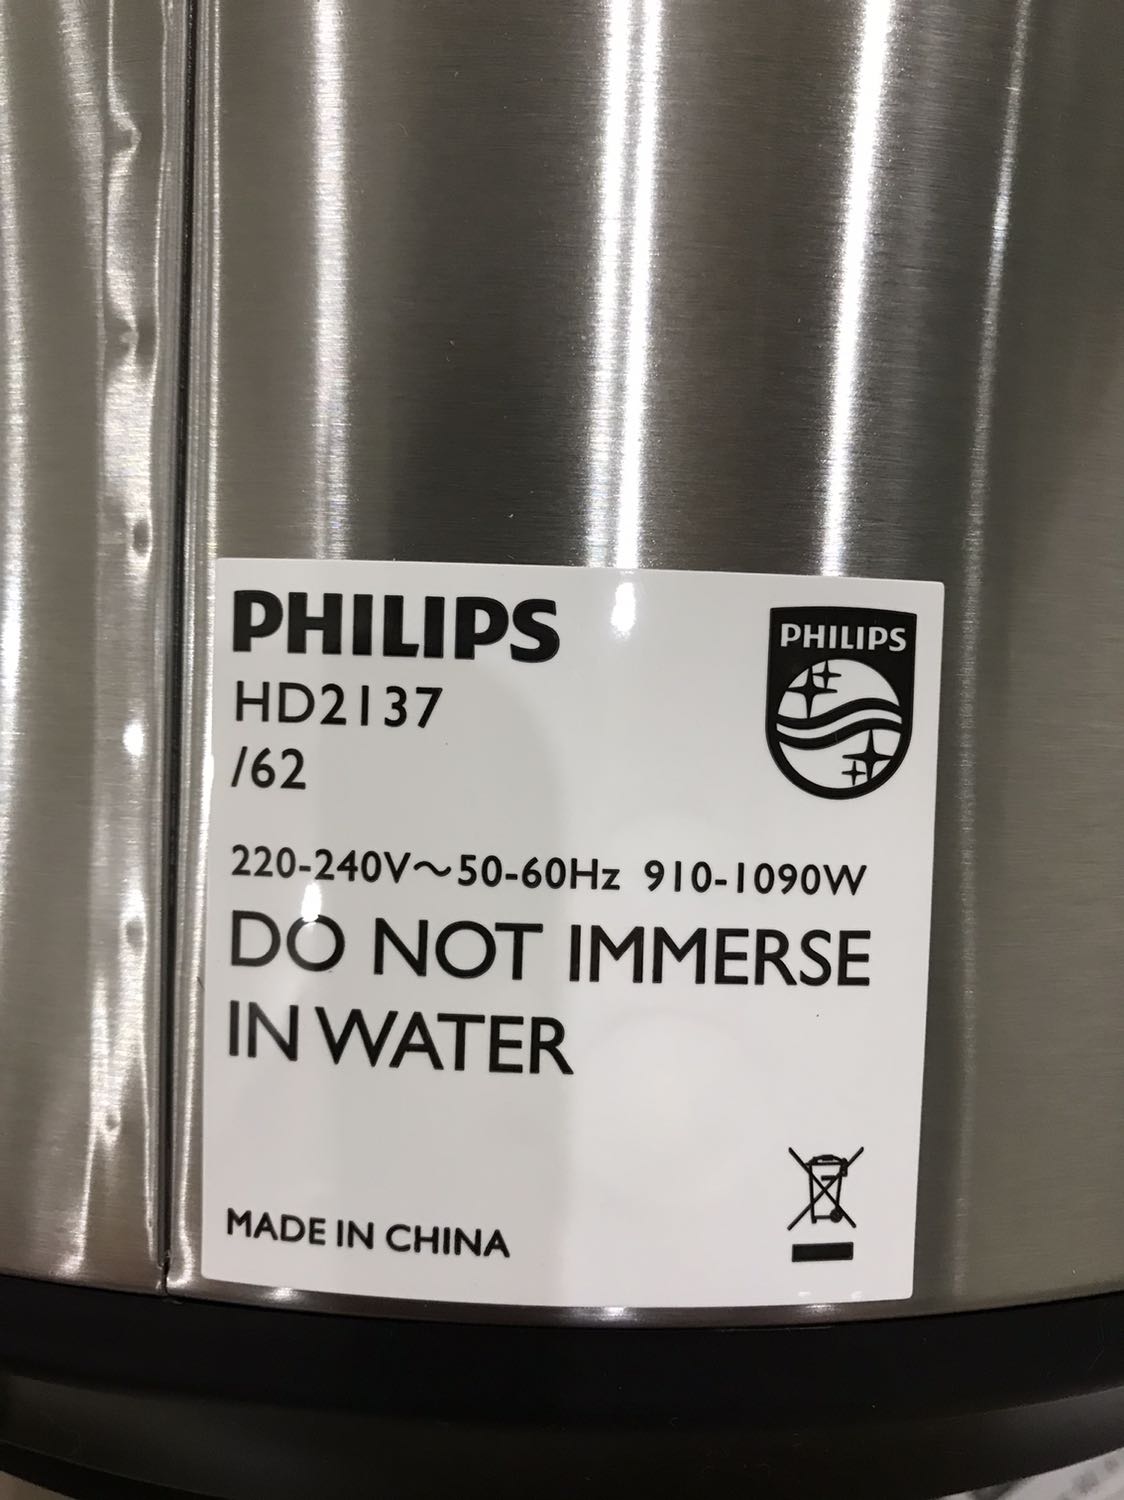 PHILIPS
PHILIPS
HD2137
/62
220-240V~50-60Hz 910-1090W
DO NOT IMMERSE
IN WATER
MADE IN CHINA